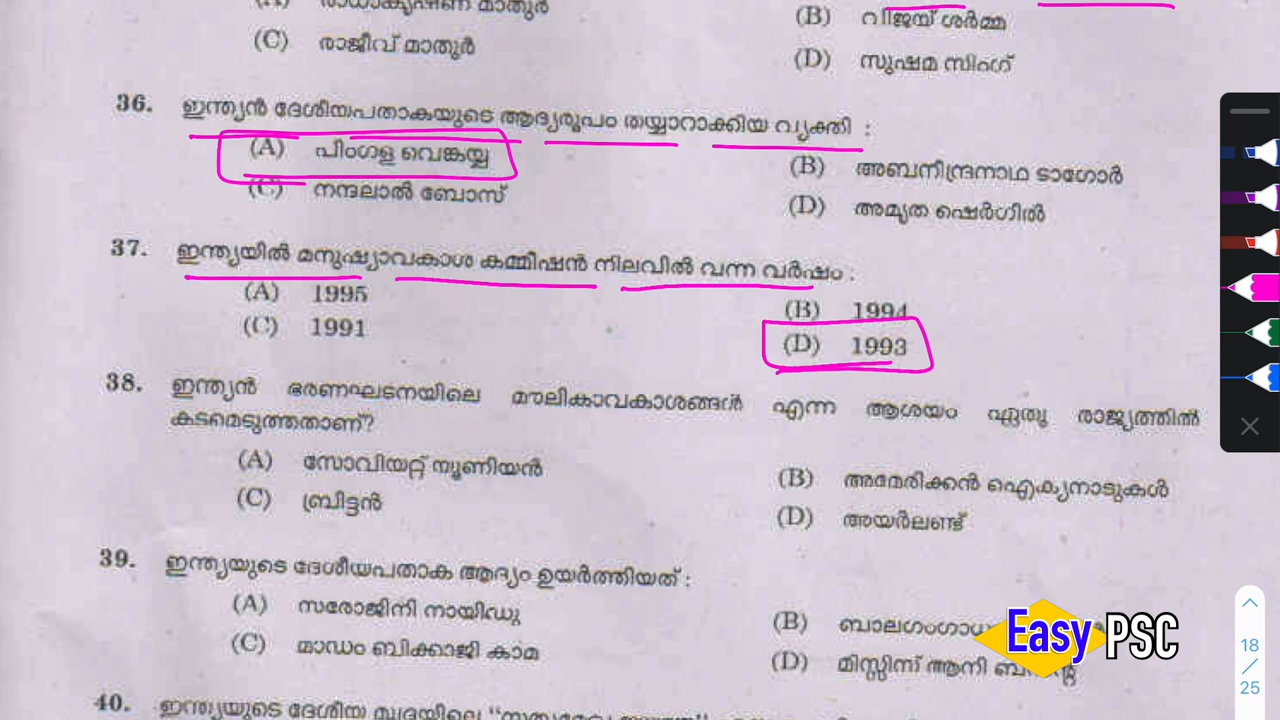 (A) രാധാകൃഷ്ണ മാതുർ
(B) വിജയ് ശർമ്മ
(C) രാജീവ് മാതുർ
(D) സുഷമ സിംഗ്
36. ഇന്ത്യൻ ദേശീയപതാകയുടെ ആദ്യരൂപം തയ്യാറാക്കിയ വ്യക്തി :
(A) പിംഗള വെങ്കയ്യ
(B) അബനീന്ദ്രനാഥ ടാഗോർ
(C) നന്ദലാൽ ബോസ്
(D) അമൃത ഷെർഗിൽ
37. ഇന്ത്യയിൽ മനുഷ്യാവകാശ കമ്മീഷൻ നിലവിൽ വന്ന വർഷം :
(A) 1995
(B) 1994
(C) 1991
(D) 1993
38. ഇന്ത്യൻ ഭരണഘടനയിലെ മൗലികാവകാശങ്ങൾ എന്ന ആശയം ഏതു രാജ്യത്തിൽ
കടമെടുത്തതാണ്?
(A) സോവിയറ്റ് ന്യൂണിയൻ
(B) അമേരിക്കൻ ഐക്യനാടുകൾ
(C) ബ്രിട്ടൻ
(D) അയർലണ്ട്
39. ഇന്ത്യയുടെ ദേശീയപതാക ആദ്യം ഉയർത്തിയത് :
(A) സരോജിനി നായിഡു
(B)
(C) മാഡം ബിക്കാജി കാമ
(D) മിസ്സിസ് ആനി
40. ഇന്ത്യയുടെ ദേശീയ മുദ്രയിലെ
Easy PSC
18
/
25